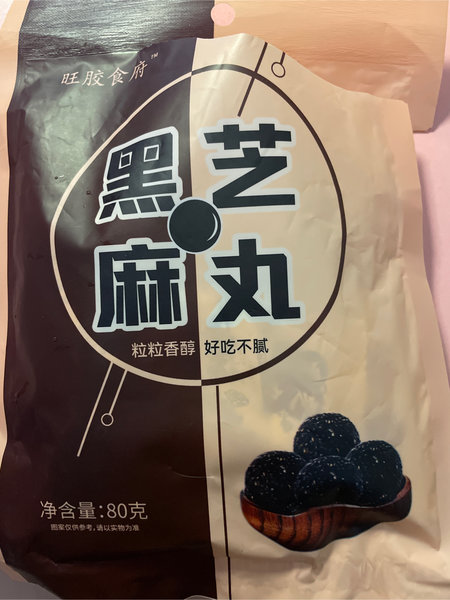 旺胶食府™
黑芝
麻丸
粒粒香醇 好吃不腻
净含量:80克
图案仅供参考,请以实物为准